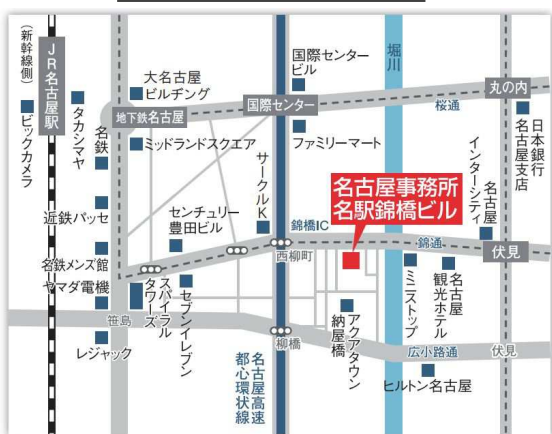 （新幹線側）
ビックカメラ
JR名古屋駅
タカシマヤ
名鉄
近鉄パッセ
名鉄メンズ館
ヤマダ電機
レジャック
大名古屋
ビルヂング
地下鉄名古屋
ミッドランドスクエア
国際センター
ビル
国際センター
ファミリーマート
堀川
桜通
丸の内
日本銀行
名古屋支店
名古屋
インターシティ
サークルK
センチュリー
豊田ビル
名古屋事務所
名駅錦橋ビル
錦橋IC
西柳町
錦通
伏見
スパイラル
タワーズ
セブンイレブン
笹島
柳橋
名古屋高速
都心環状線
アクアタウン
納屋橋
ミニストップ
名古屋
観光ホテル
広小路通
伏見
ヒルトン名古屋